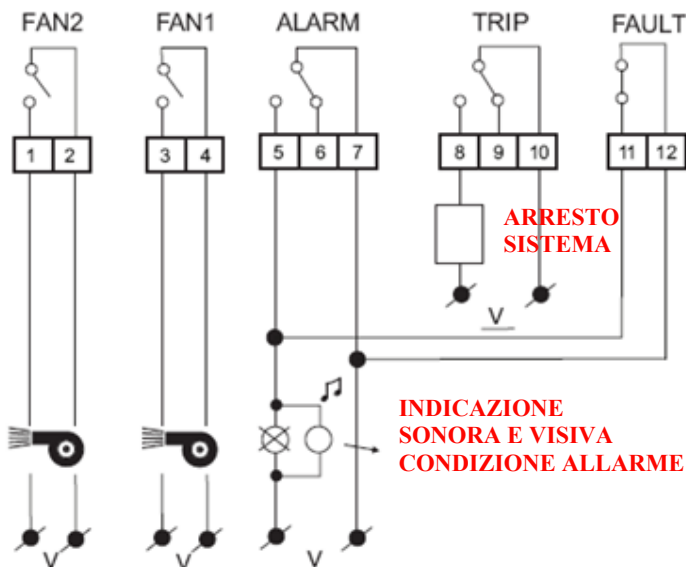 FAN2 FAN1 ALARM TRIP FAULT
1 2 3 4 5 6 7 8 9 10 11 12
ARRESTO
SISTEMA
V
INDICAZIONE
SONORA E VISIVA
CONDIZIONE ALLARME
V V V